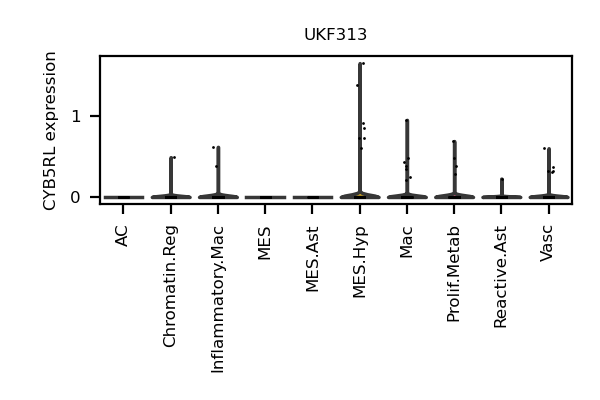 UKF313
CYB5RL expression
1
0
AC
Chromatin.Reg
Inflammatory.Mac
MES
MES.Ast
MES.Hyp
Mac
Prolif.Metab
Reactive.Ast
Vasc